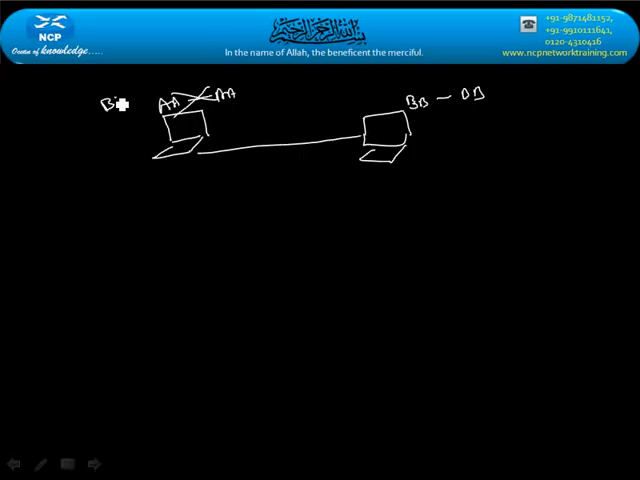 +91-9871481152,
+91-9910111641,
0120-4310416
www.ncpnetworktraining.com
NCP
Ocean of knowledge.....
بسم الله الرحمن الرحيم
In the name of Allah, the beneficent the merciful.
AA AA
BB - BB